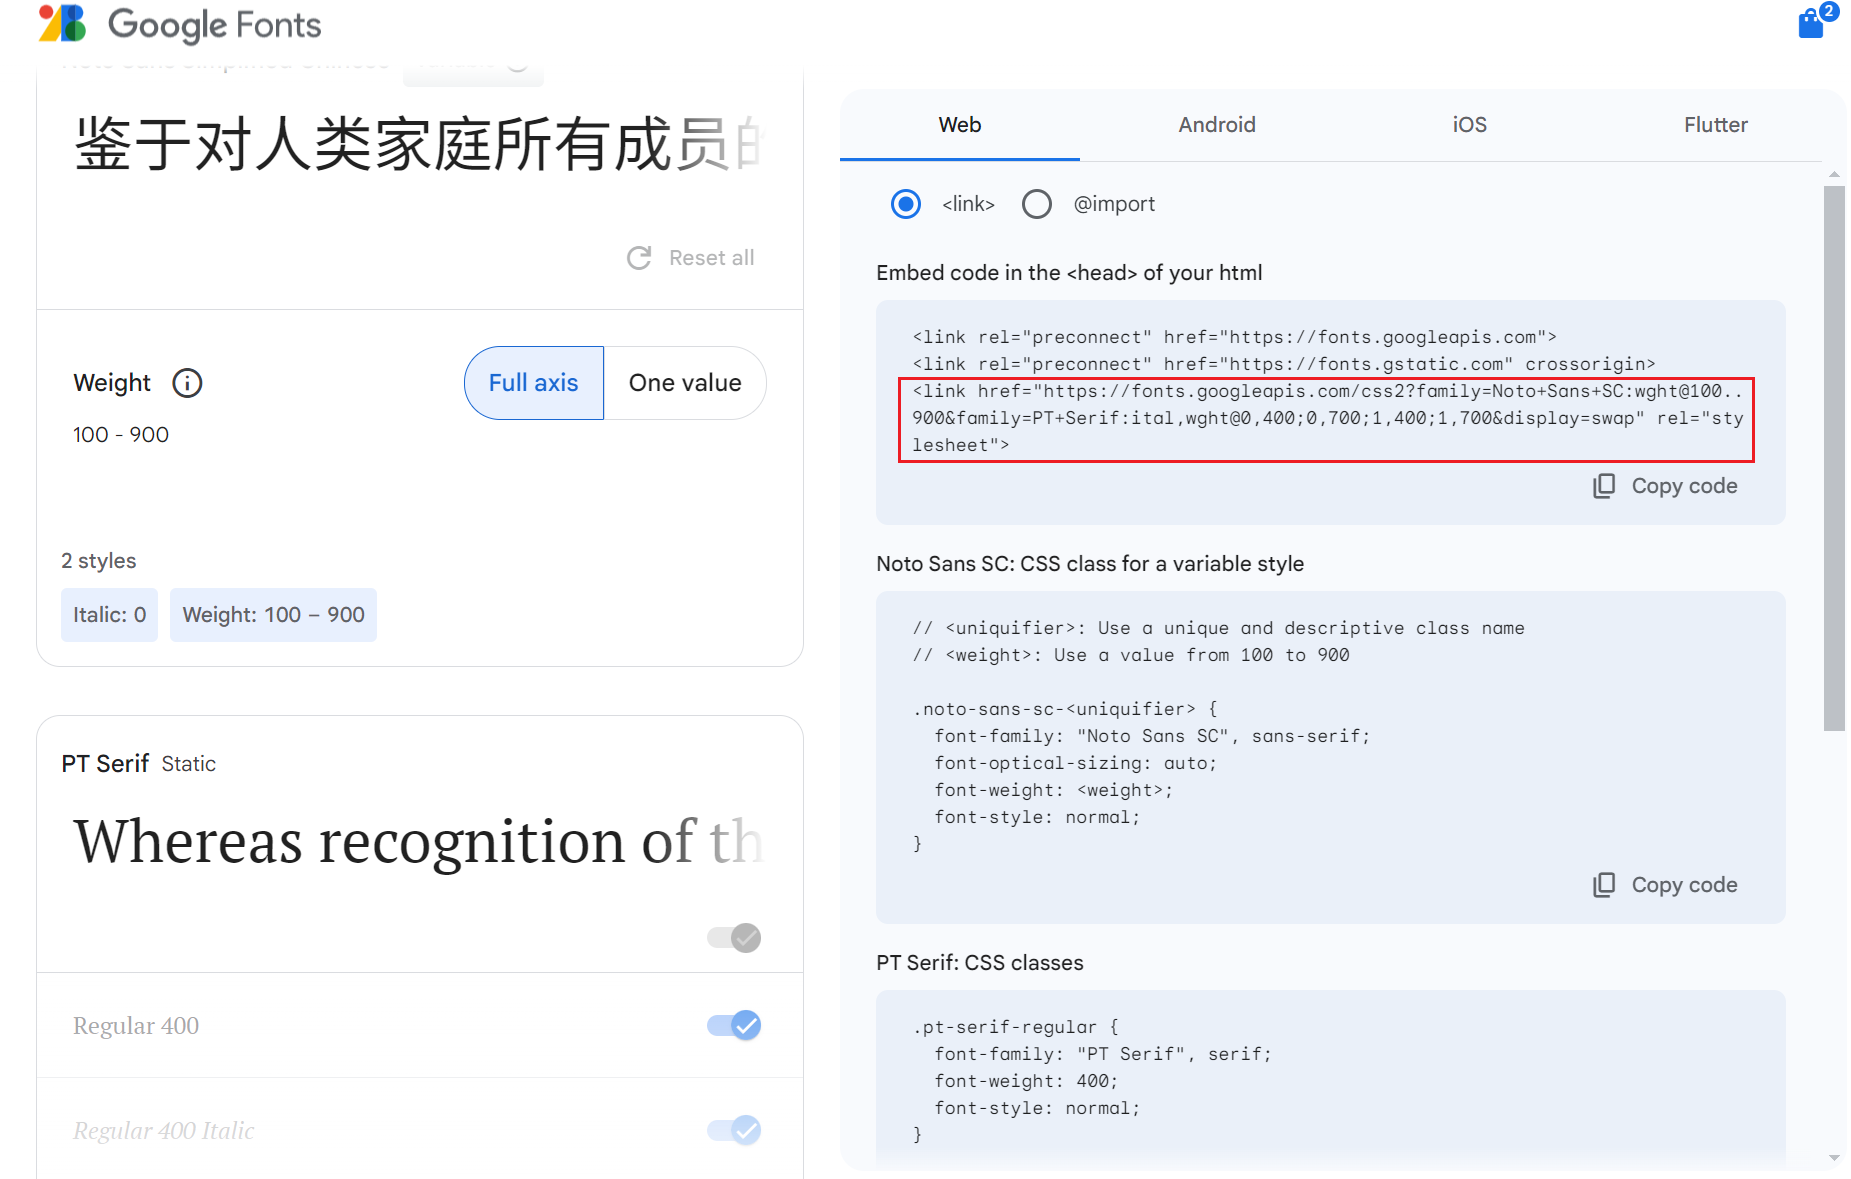 Google Fonts
2
鉴于对人类家庭所有成员的
Reset all
Weight
Full axis
One value
100 - 900
2 styles
Italic: 0
Weight: 100 – 900
PT Serif Static
Whereas recognition of th
Regular 400
Regular 400 Italic
Web
Android
iOS
Flutter
<link>
@import
Embed code in the <head> of your html
<link rel="preconnect" href="https://fonts.googleapis.com">
<link rel="preconnect" href="https://fonts.gstatic.com" crossorigin>
<link href="https://fonts.googleapis.com/css2?family=Noto+Sans+SC:wght@100..
900&family=PT+Serif:ital,wght@0,400;0,700;1,400;1,700&display=swap" rel="sty
lesheet">
Copy code
Noto Sans SC: CSS class for a variable style
// <uniquifier>: Use a unique and descriptive class name
// <weight>: Use a value from 100 to 900
.noto-sans-sc-<uniquifier> {
font-family: "Noto Sans SC", sans-serif;
font-optical-sizing: auto;
font-weight: <weight>;
font-style: normal;
}
Copy code
PT Serif: CSS classes
.pt-serif-regular {
font-family: "PT Serif", serif;
font-weight: 400;
font-style: normal;
}